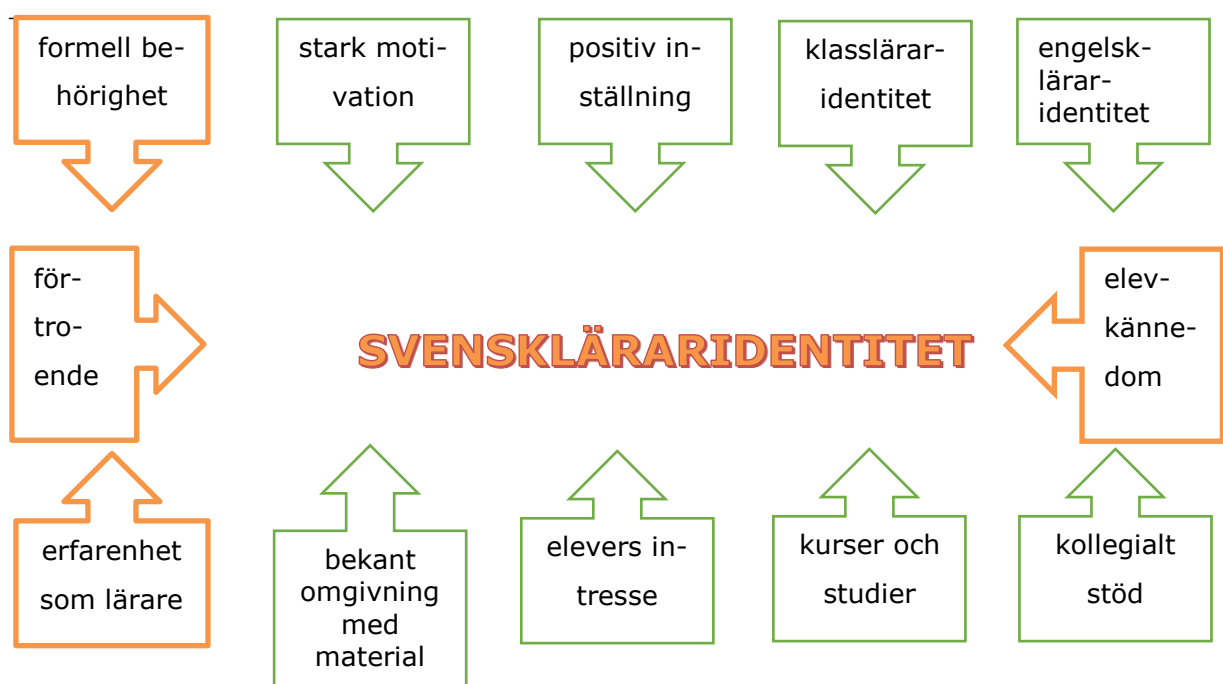 formell be-
hörighet
stark moti-
vation
positiv in-
ställning
klasslärar-
identitet
engelsk-
lärar-
identitet
för-
tro-
ende
SVENSKLÄRARIDENTITET
elev-
känne-
dom
erfarenhet
som lärare
bekant
omgivning
med
material
elevers in-
tresse
kurser och
studier
kollegialt
stöd